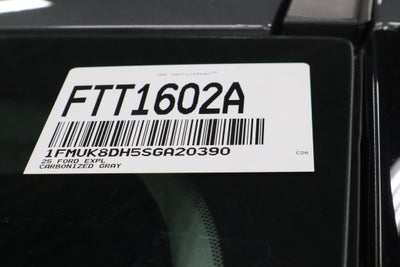 FTT1602A
1FMUK8DH5SGA20390
25 FORD EXPL
CARBONIZED GRAY
C26